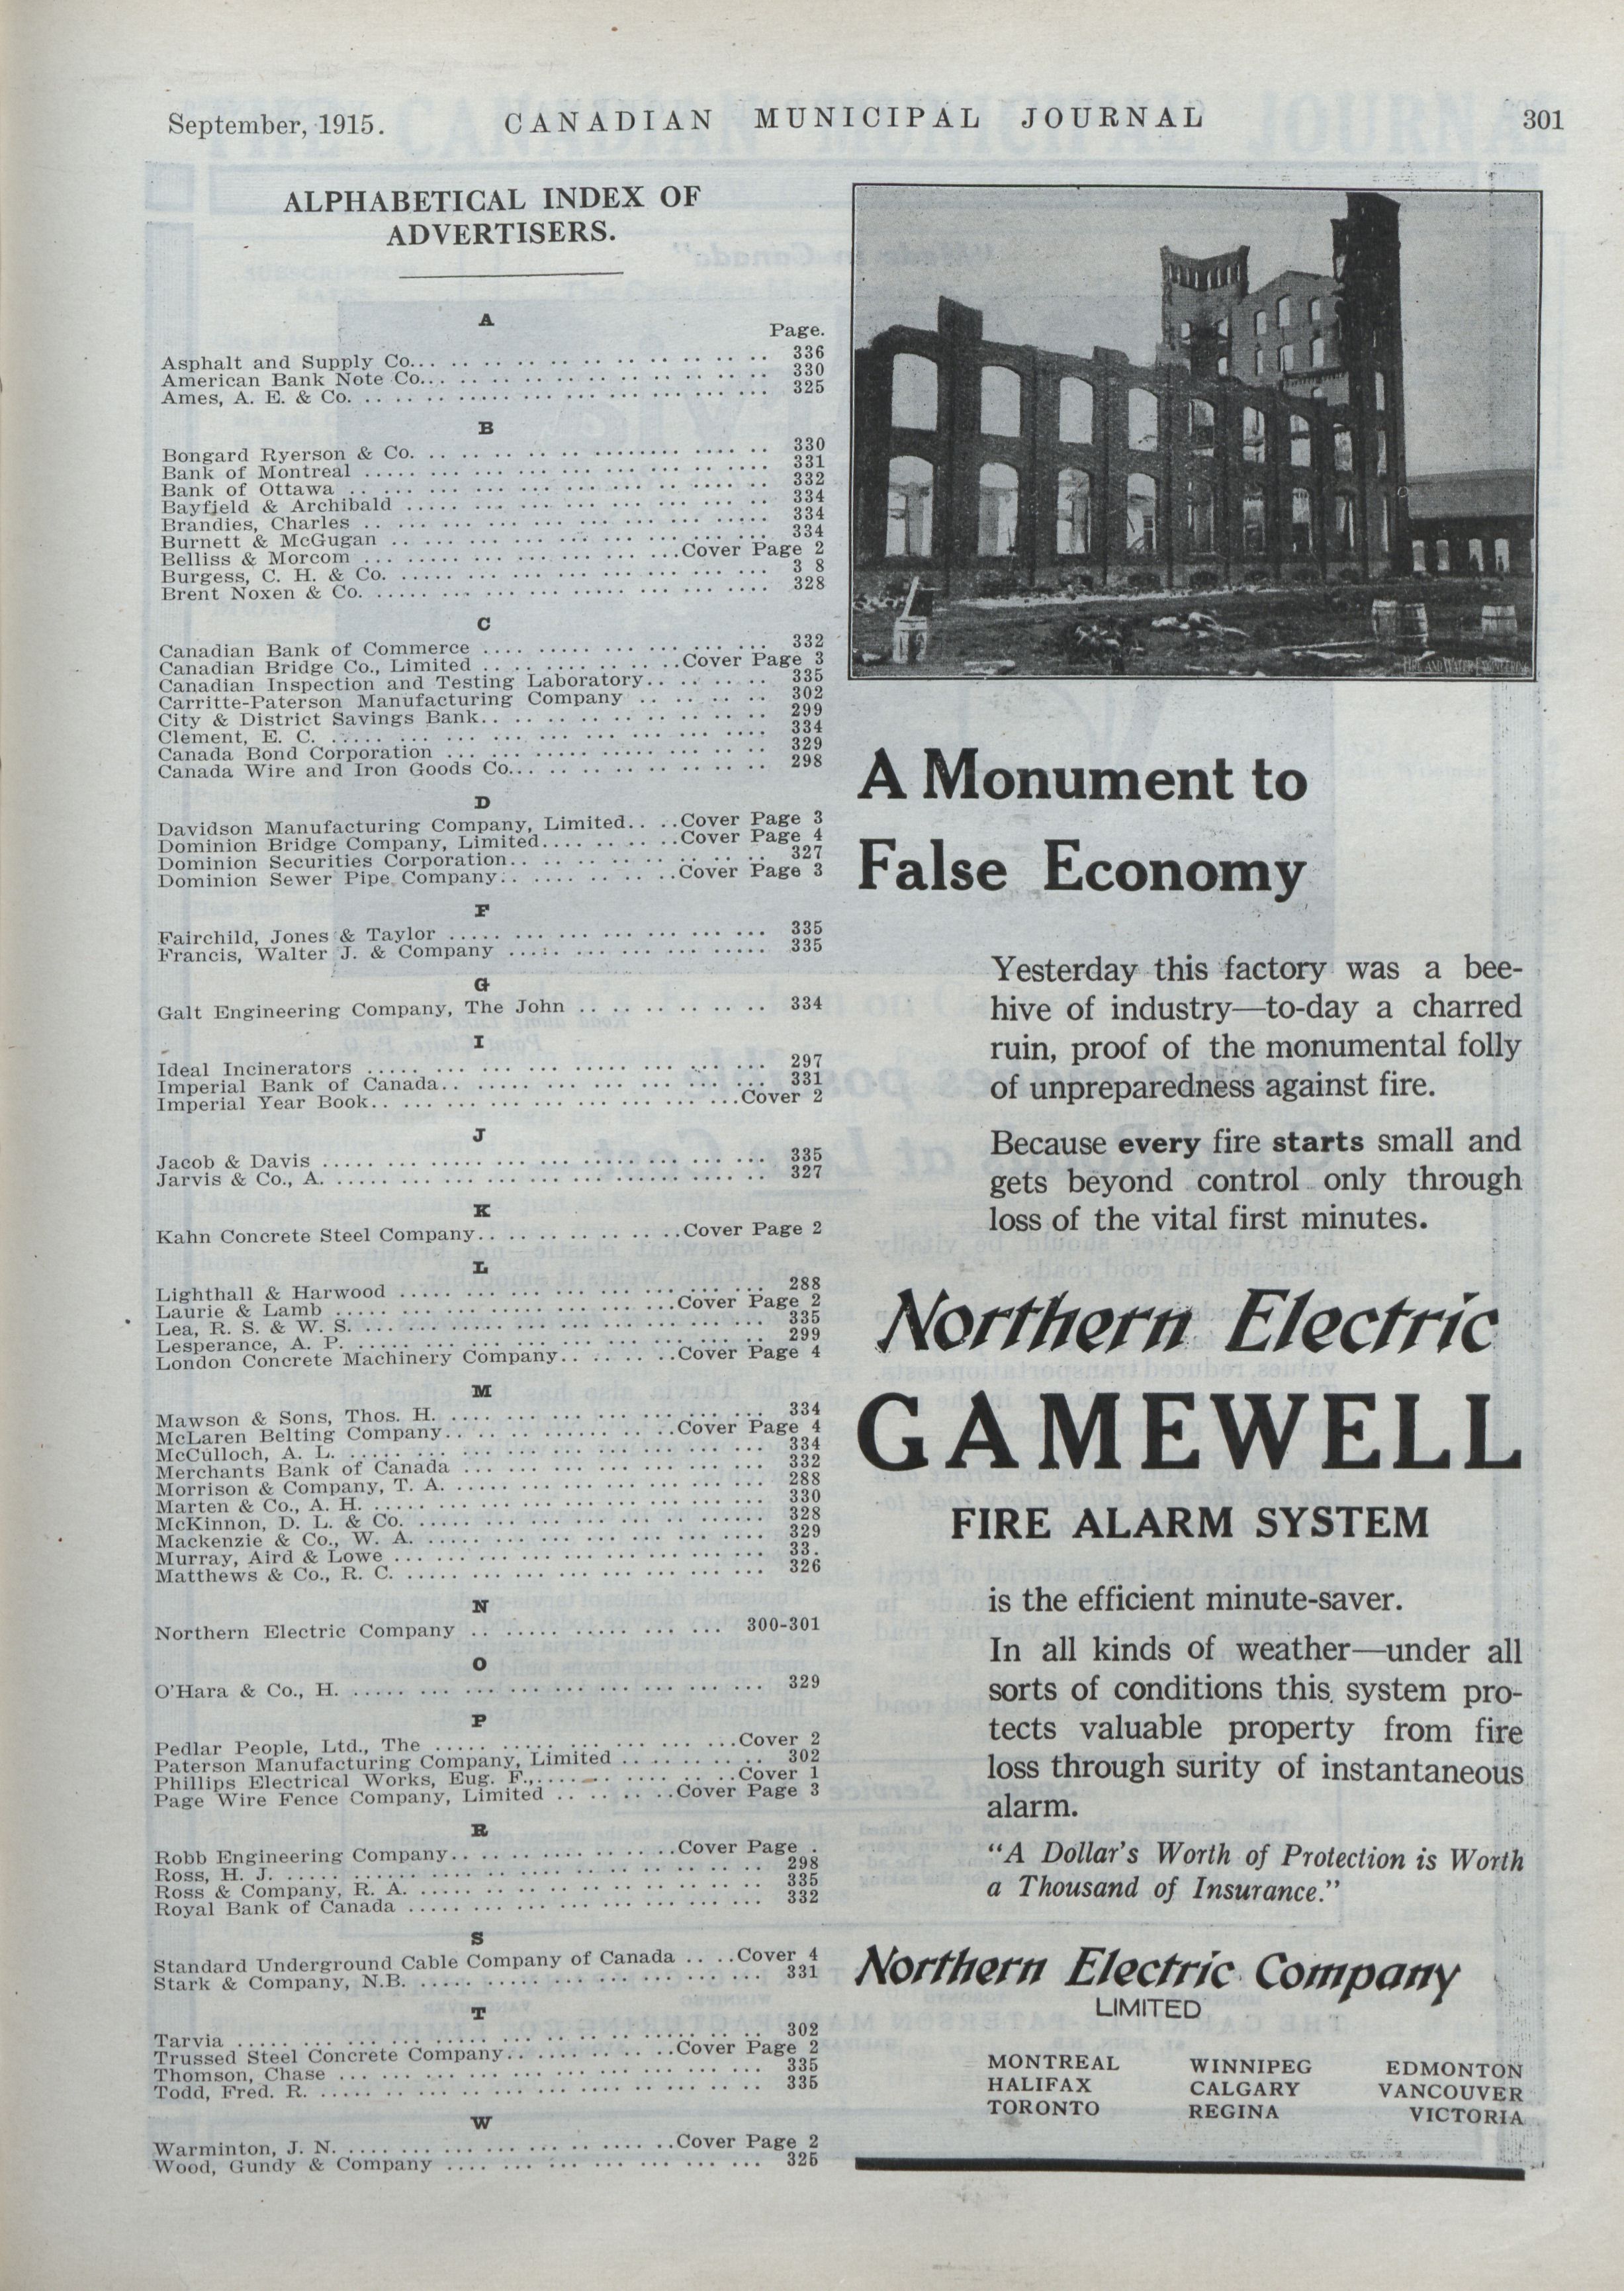 September, 1915. CANADIAN MUNICIPAL JOURNAL 301
ALPHABETICAL INDEX OF
ADVERTISERS.
A
Page.
Asphalt and Supply Co. 336
American Bank Note Co. 330
Ames, A. E. & Co. 325
B
Bongard Ryerson & Co. 330
Bank of Montreal 331
Bank of Ottawa 332
Bayfield & Archibald 334
Brandies, Charles 334
Burnett & McGugan 334
Belliss & Morcom Cover Page 2
Burgess, C. H. & Co. 3 8
Brent Noxen & Co. 328
C
Canadian Bank of Commerce 332
Canadian Bridge Co., Limited Cover Page 3
Canadian Inspection and Testing Laboratory 335
Carritte-Paterson Manufacturing Company 302
City & District Savings Bank 299
Clement, E. C. 334
Canada Bond Corporation 329
Canada Wire and Iron Goods Co. 298
D
Davidson Manufacturing Company, Limited Cover Page 3
Dominion Bridge Company, Limited Cover Page 4
Dominion Securities Corporation 327
Dominion Sewer Pipe Company Cover Page 3
F
Fairchild, Jones & Taylor 335
Francis, Walter J. & Company 335
G
Galt Engineering Company, The John 334
I
Ideal Incinerators 297
Imperial Bank of Canada 331
Imperial Year Book Cover 2
J
Jacob & Davis 335
Jarvis & Co., A. 327
K
Kahn Concrete Steel Company Cover Page 2
L
Lighthall & Harwood 288
Laurie & Lamb Cover Page 2
Lea, R. S. & W. S. 335
Lesperance, A. P. 299
London Concrete Machinery Company Cover Page 4
M
Mawson & Sons, Thos. H. 334
McLaren Belting Company Cover Page 4
McCulloch, A. L. 334
Merchants Bank of Canada 332
Morrison & Company, T. A. 288
Marten & Co., A. H. 330
McKinnon, D. L. & Co. 328
Mackenzie & Co., W. A. 329
Murray, Aird & Lowe 33.
Matthews & Co., R. C. 326
N
Northern Electric Company 300-301
O
O'Hara & Co., H. 329
P
Pedlar People, Ltd., The Cover 2
Paterson Manufacturing Company, Limited 302
Phillips Electrical Works, Eug. F., Cover 1
Page Wire Fence Company, Limited Cover Page 3
R
Robb Engineering Company Cover Page .
Ross, H. J. 298
Ross & Company, R. A. 335
Royal Bank of Canada 332
S
Standard Underground Cable Company of Canada Cover 4
Stark & Company, N.B. 331
T
Tarvia 302
Trussed Steel Concrete Company Cover Page 2
Thomson, Chase 335
Todd, Fred. R. 335
W
Warminton, J. N. Cover Page 2
Wood, Gundy & Company 325
FIRE AND WATER ENGINEERING
A Monument to
False Economy
Yesterday this factory was a bee-
hive of industry—to-day a charred
ruin, proof of the monumental folly
of unpreparedness against fire.
Because every fire starts small and
gets beyond control only through
loss of the vital first minutes.
Northern Electric
GAMEWELL
FIRE ALARM SYSTEM
is the efficient minute-saver.
In all kinds of weather—under all
sorts of conditions this system pro-
tects valuable property from fire
loss through surity of instantaneous
alarm.
"A Dollar's Worth of Protection is Worth
a Thousand of Insurance."
Northern Electric Company
LIMITED
MONTREAL WINNIPEG EDMONTON
HALIFAX CALGARY VANCOUVER
TORONTO REGINA VICTORIA